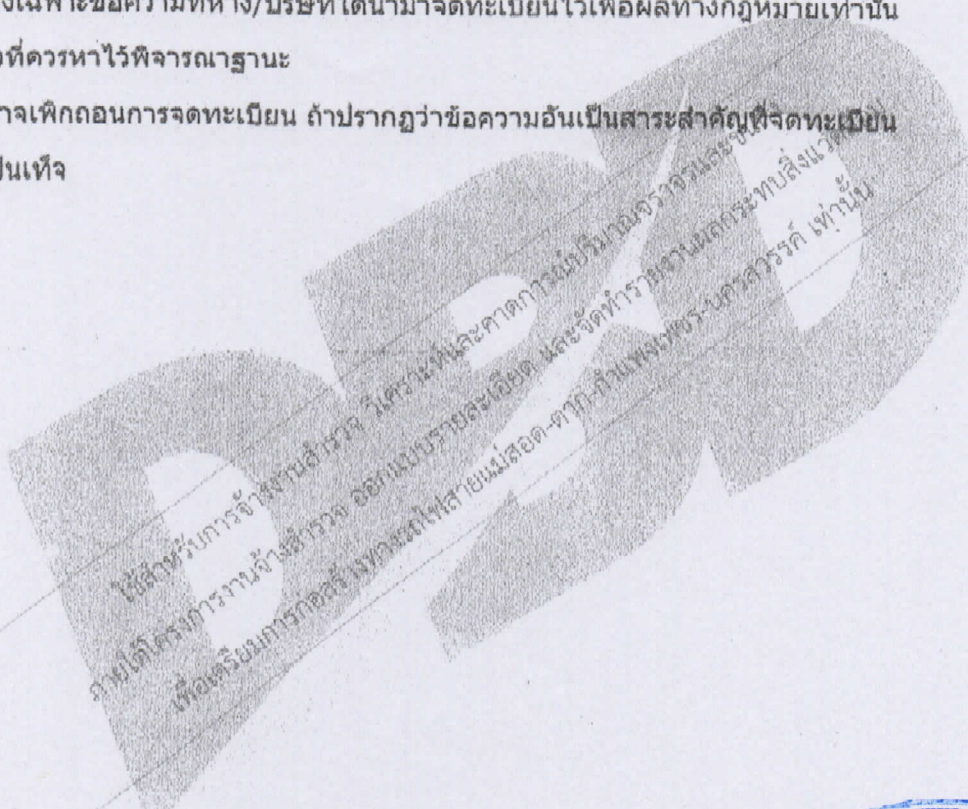 เฉพาะข้อความที่ห้าง/บริษัทได้นำมาจดทะเบียนไว้เพื่อผลทางกฎหมายเท่านั้น
ที่ควรหาไว้พิจารณาฐานะ
เพิกถอนการจดทะเบียน ถ้าปรากฏว่าข้อความอันเป็นสาระสำคัญที่จดทะเบียน
เป็นเท็จ
DBD
ใช้สำหรับการจ้างงานสำรวจ วิเคราะห์และคาดการณ์ปริมาณจราจรและ
ภายใต้โครงการงานจ้างสำรวจ ออกแบบรายละเอียด และจัดทำรายงานผลกระทบสิ่งแวด
เพื่อเตรียมการก่อสร้างทางรถไฟสายแม่สอด-ตาก-กำแพงเพชร-นครสวรรค์ เท่านั้น